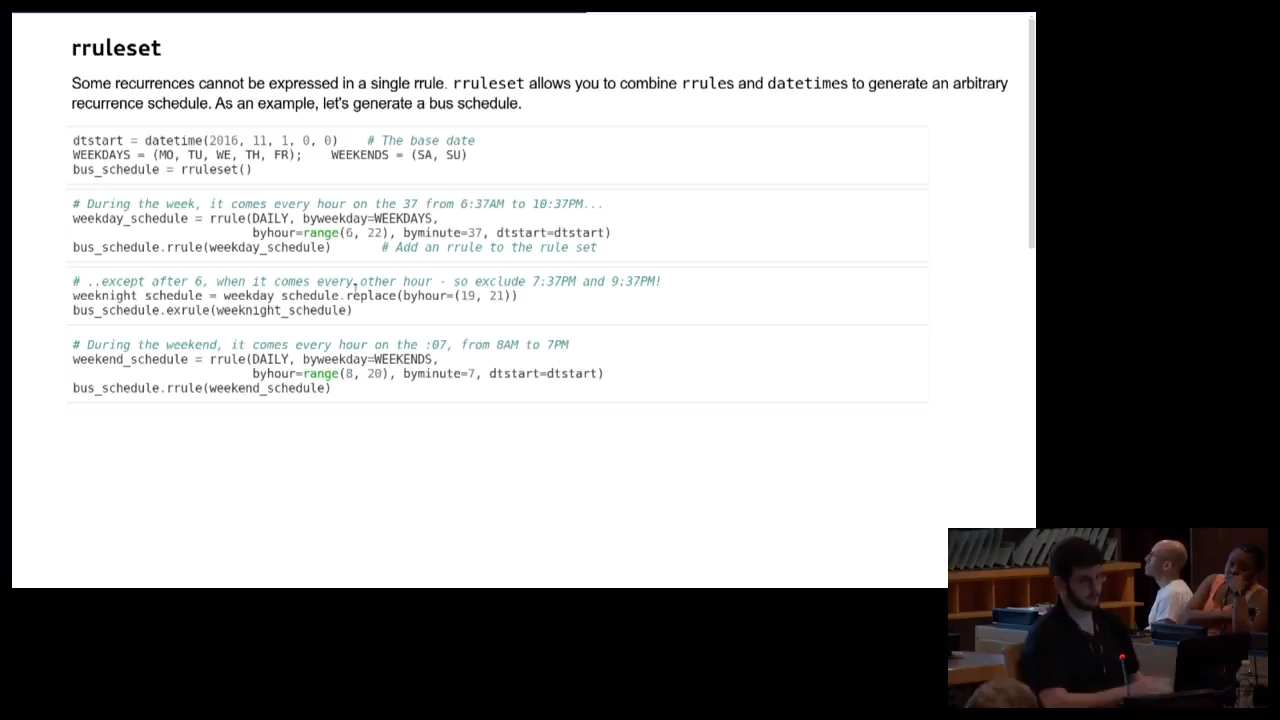 rruleset
Some recurrences cannot be expressed in a single rrule. rruleset allows you to combine rrules and datetimes to generate an arbitrary
recurrence schedule. As an example, let's generate a bus schedule.
dtstart = datetime(2016, 11, 1, 0, 0)    # The base date
WEEKDAYS = (MO, TU, WE, TH, FR);    WEEKENDS = (SA, SU)
bus_schedule = rruleset()
# During the week, it comes every hour on the 37 from 6:37AM to 10:37PM...
weekday_schedule = rrule(DAILY, byweekday=WEEKDAYS,
byhour=range(6, 22), byminute=37, dtstart=dtstart)
bus_schedule.rrule(weekday_schedule)       # Add an rrule to the rule set
# ..except after 6, when it comes every other hour - so exclude 7:37PM and 9:37PM!
weeknight schedule = weekday schedule.replace(byhour=(19, 21))
bus_schedule.exrule(weeknight_schedule)
# During the weekend, it comes every hour on the :07, from 8AM to 7PM
weekend_schedule = rrule(DAILY, byweekday=WEEKENDS,
byhour=range(8, 20), byminute=7, dtstart=dtstart)
bus_schedule.rrule(weekend_schedule)